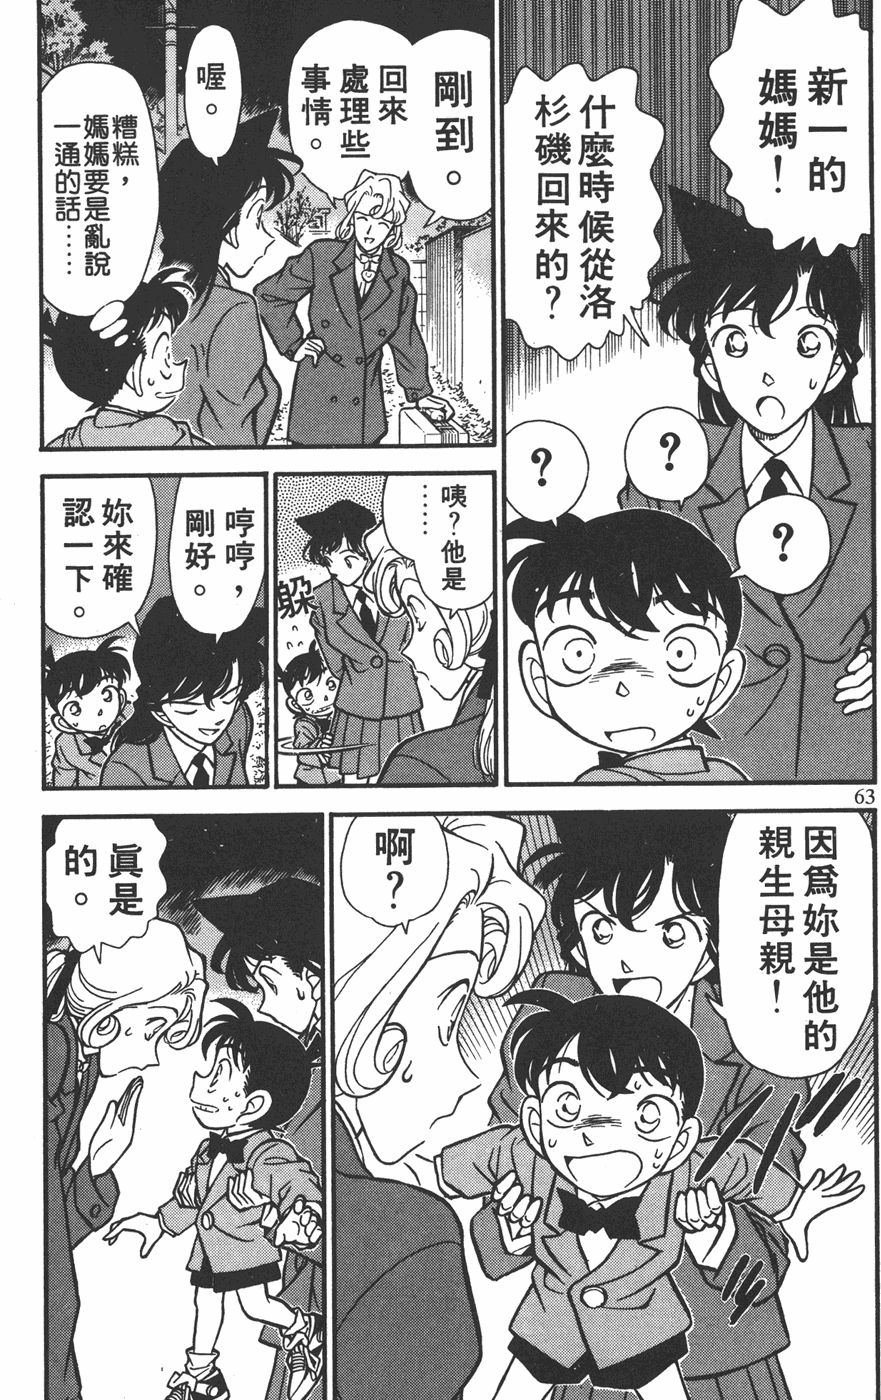 新一的
媽媽！
什麼時候從洛
杉磯回來的？
？
？
？
剛到。
回來
處理些
事情。
喔。
糟糕，
媽媽要是亂說
一通的話……
咦？他是
……
躲
哼哼，
剛好。
妳來確
認一下。
63
因爲妳是他的
親生母親！
啊？
眞是
的。